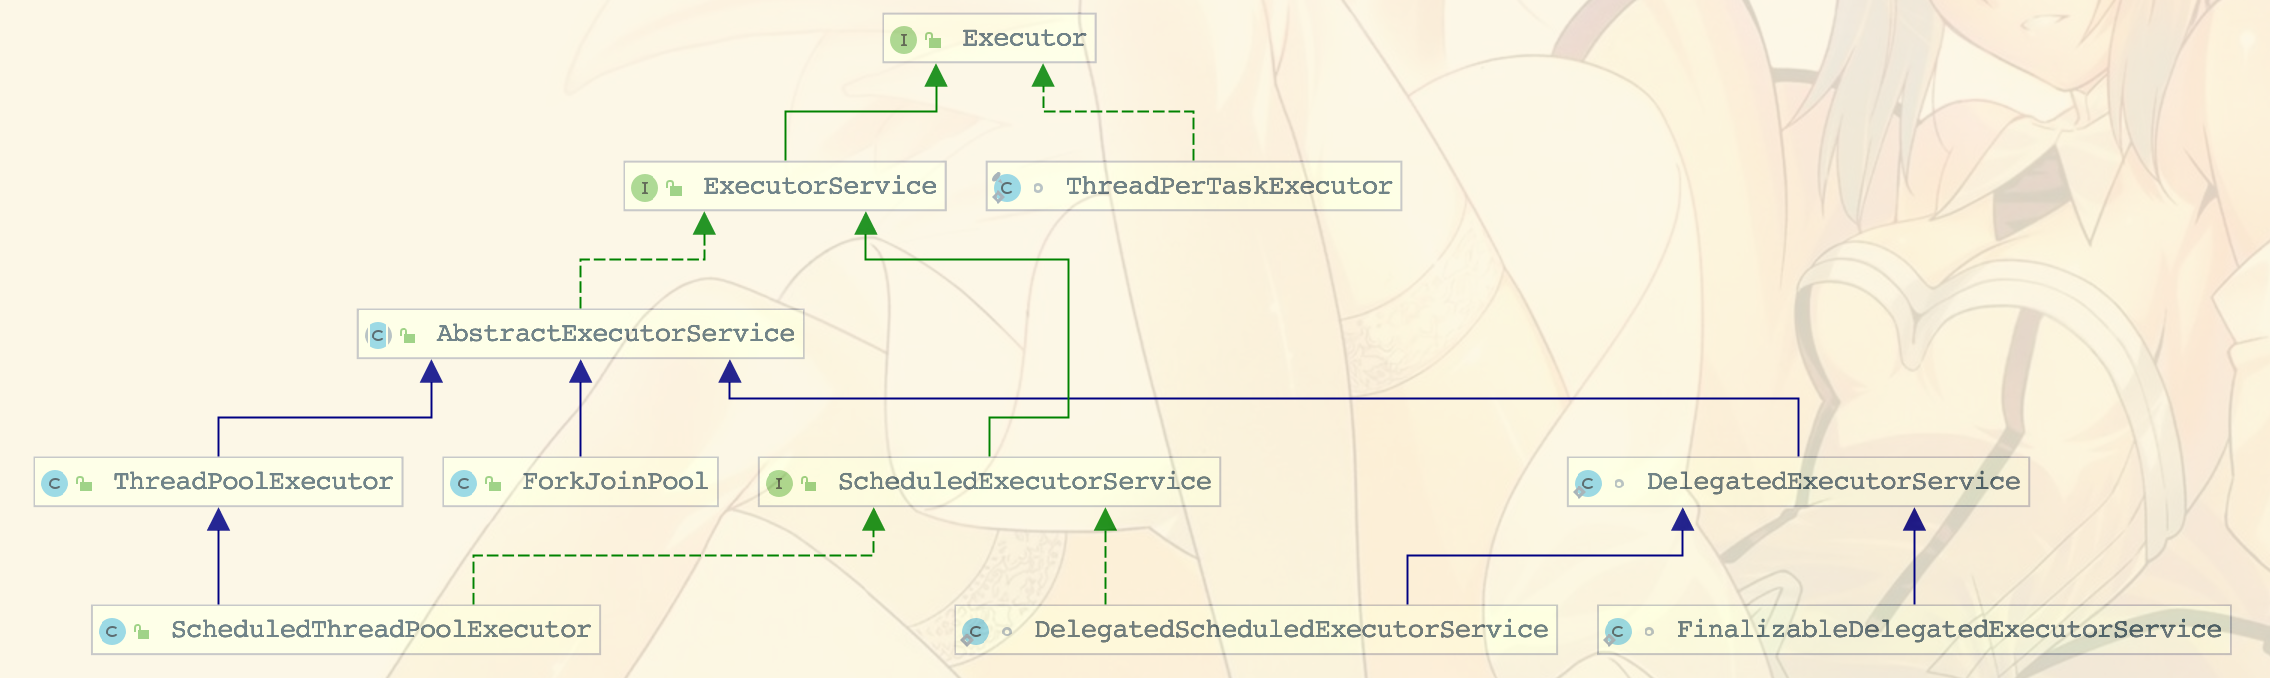 I Executor
I ExecutorService
C ThreadPerTaskExecutor
C AbstractExecutorService
C ThreadPoolExecutor
C ForkJoinPool
I ScheduledExecutorService
C DelegatedExecutorService
C ScheduledThreadPoolExecutor
C DelegatedScheduledExecutorService
C FinalizableDelegatedExecutorService